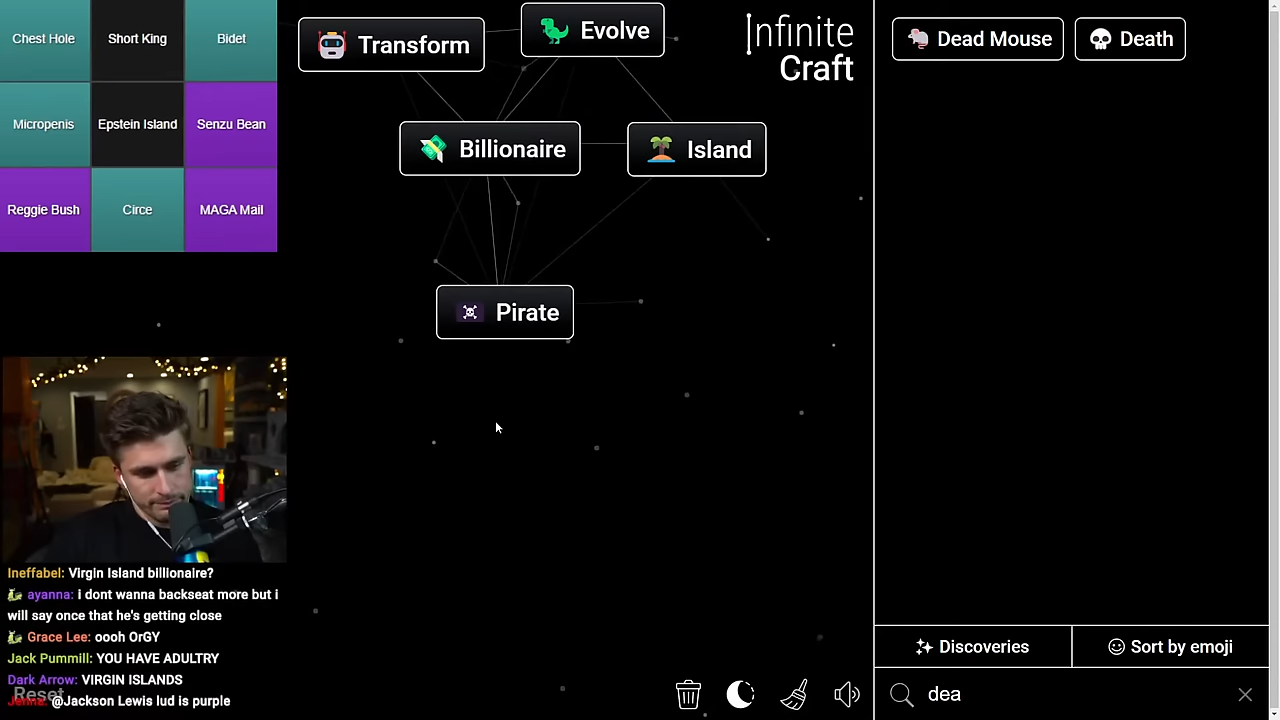 Chest Hole
Short King
Bidet
Micropenis
Epstein Island
Senzu Bean
Reggie Bush
Circe
MAGA Mail
Transform
Evolve
Infinite
Craft
Billionaire
Island
Pirate
Dead Mouse
Death
Ineffabel: Virgin Island billionaire?
ayanna: i dont wanna backseat more but i
will say once that he's getting close
Grace Lee: oooh OrGY
Jack Pummill: YOU HAVE ADULTRY
Dark Arrow: VIRGIN ISLANDS
Reset
Jenna: @Jackson Lewis lud is purple
Discoveries
Sort by emoji
dea